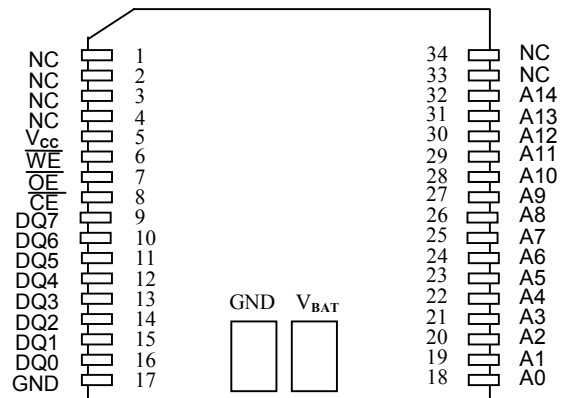 NC 1 34 NC
NC 2 33 NC
NC 3 32 A14
NC 4 31 A13
Vcc 5 30 A12
WE 6 29 A11
OE 7 28 A10
CE 8 27 A9
DQ7 9 26 A8
DQ6 10 25 A7
DQ5 11 24 A6
DQ4 12 23 A5
DQ3 13 22 A4
DQ2 14 21 A3
DQ1 15 20 A2
DQ0 16 19 A1
GND 17 18 A0
GND VBAT